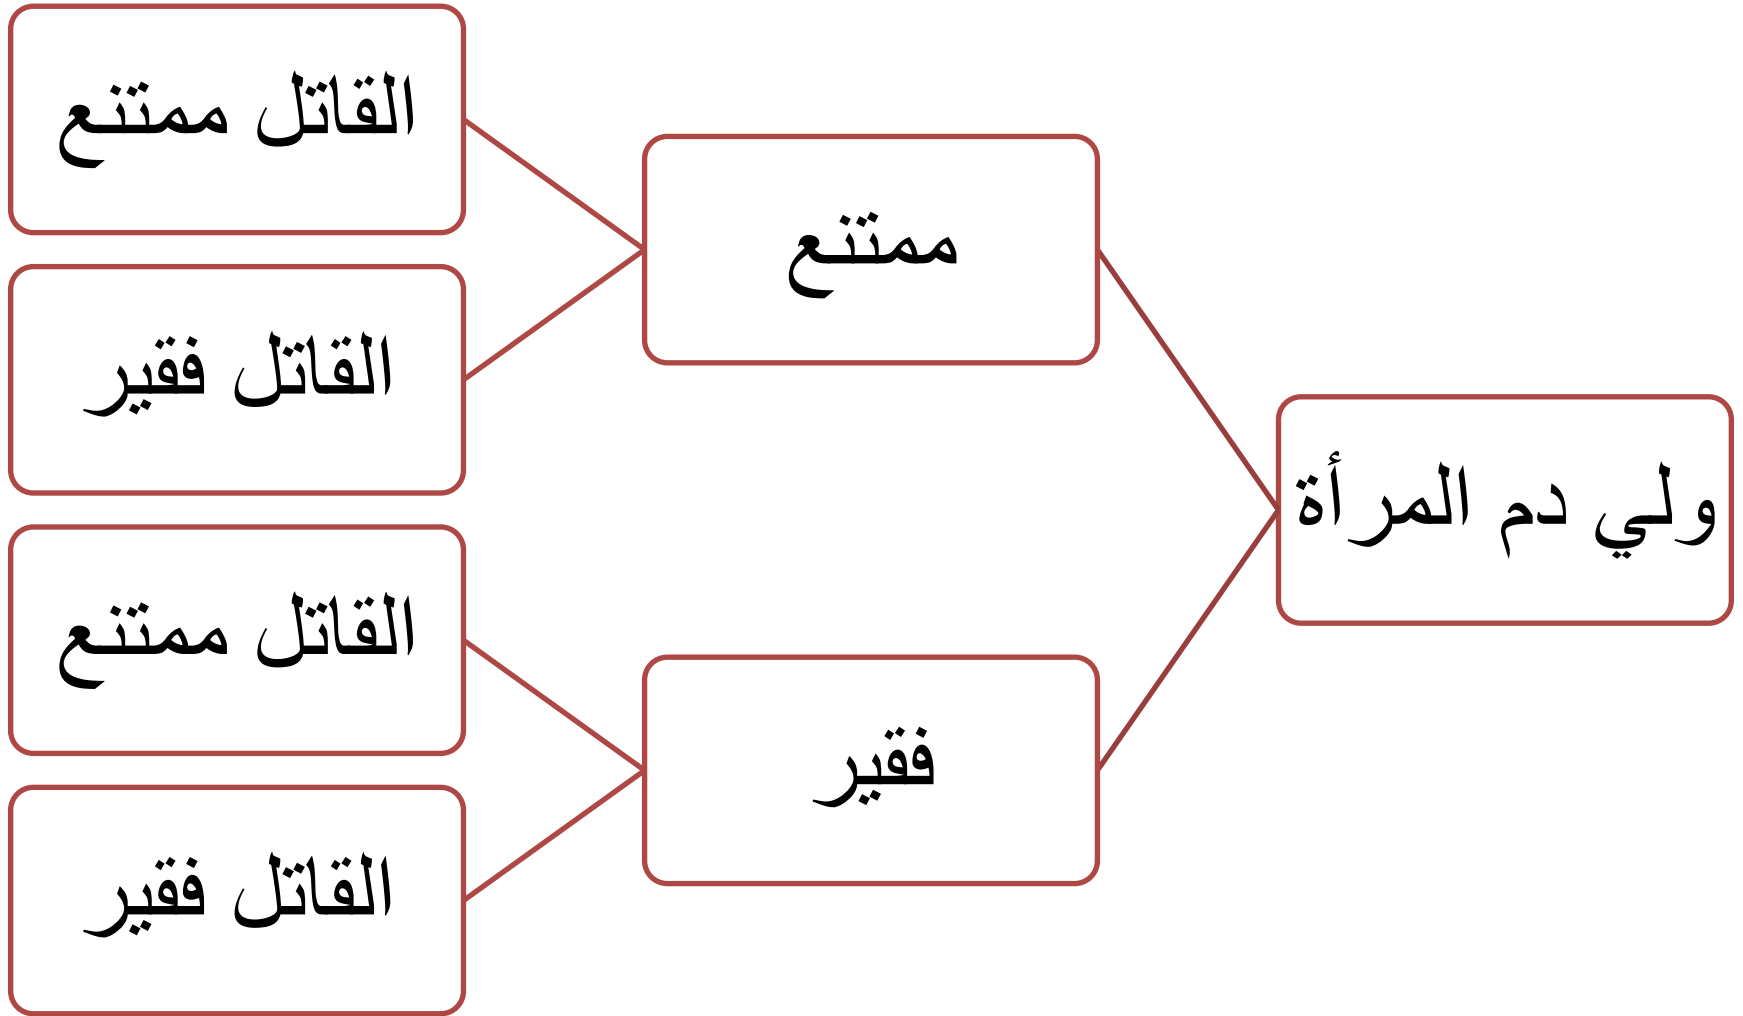 ولي دم المرأة
ممتنع
القاتل ممتنع
القاتل فقير
فقير
القاتل ممتنع
القاتل فقير